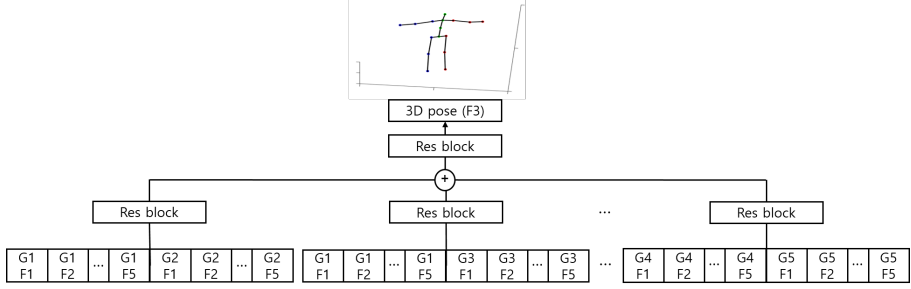 3D pose (F3)
Res block
+
Res block Res block ... Res block
G1 G1 ... G1 G2 G2 ... G2 G1 G1 ... G1 G3 G3 ... G3 ... G4 G4 ... G4 G5 G5 ... G5
F1 F2 F5 F1 F2 F5 F1 F2 F5 F1 F2 F5 F1 F2 F5 F1 F2 F5